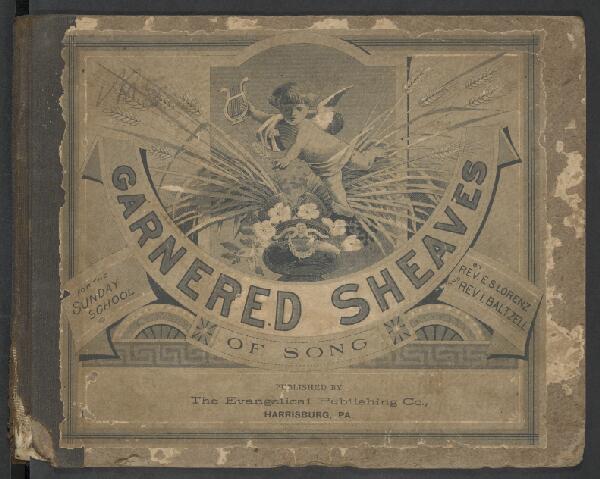 GARNERED SHEAVES
OF SONG
FOR THE
SUNDAY
SCHOOL
BY
REV. E.S. LORENZ
AND REV. I. BALTZELL
PUBLISHED BY
The Evangelical Publishing Co.,
HARRISBURG, PA.